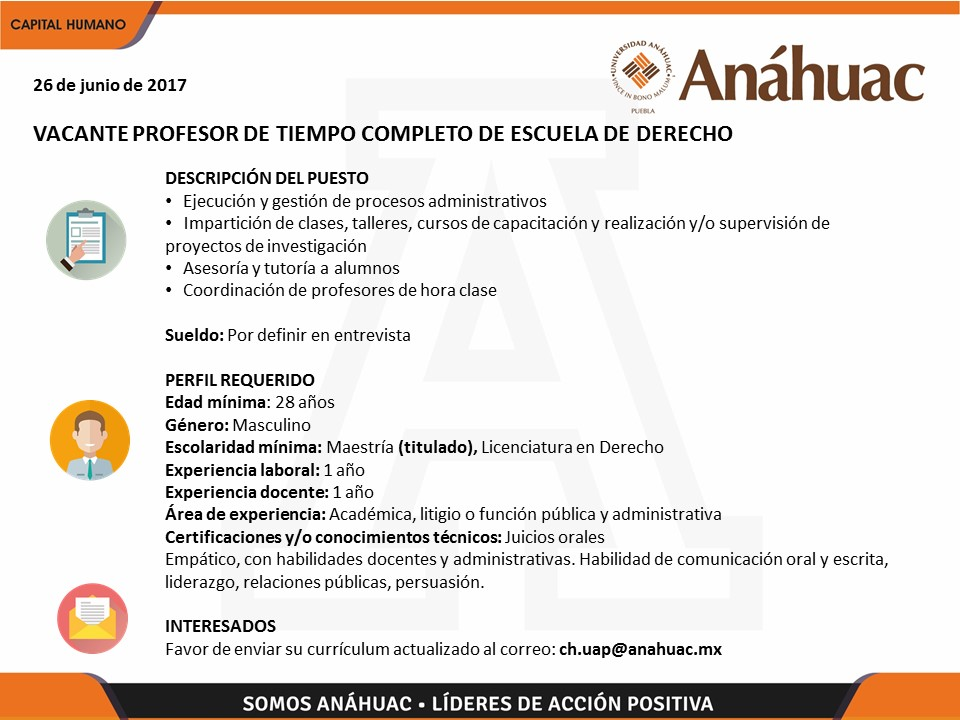 CAPITAL HUMANO
UNIVERSIDAD ANÁHUAC
VINCE IN BONO MALUM
PUEBLA
Anáhuac
26 de junio de 2017
VACANTE PROFESOR DE TIEMPO COMPLETO DE ESCUELA DE DERECHO
DESCRIPCIÓN DEL PUESTO
• Ejecución y gestión de procesos administrativos
• Impartición de clases, talleres, cursos de capacitación y realización y/o supervisión de
proyectos de investigación
• Asesoría y tutoría a alumnos
• Coordinación de profesores de hora clase
Sueldo: Por definir en entrevista
PERFIL REQUERIDO
Edad mínima: 28 años
Género: Masculino
Escolaridad mínima: Maestría (titulado), Licenciatura en Derecho
Experiencia laboral: 1 año
Experiencia docente: 1 año
Área de experiencia: Académica, litigio o función pública y administrativa
Certificaciones y/o conocimientos técnicos: Juicios orales
Empático, con habilidades docentes y administrativas. Habilidad de comunicación oral y escrita,
liderazgo, relaciones públicas, persuasión.
INTERESADOS
Favor de enviar su currículum actualizado al correo: ch.uap@anahuac.mx
SOMOS ANÁHUAC • LÍDERES DE ACCIÓN POSITIVA